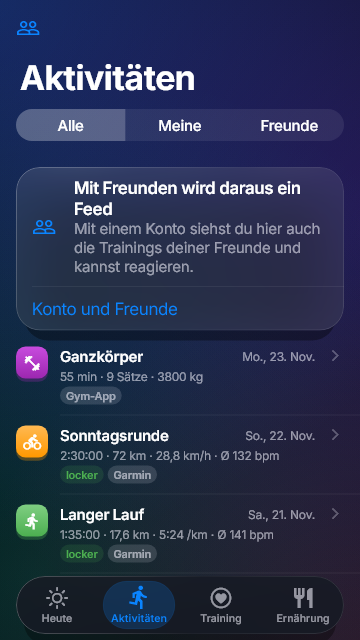 Aktivitäten
Alle Meine Freunde
Mit Freunden wird daraus ein
Feed
Mit einem Konto siehst du hier auch
die Trainings deiner Freunde und
kannst reagieren.
Konto und Freunde
Ganzkörper Mo., 23. Nov.
55 min · 9 Sätze · 3800 kg
Gym-App
Sonntagsrunde So., 22. Nov.
2:30:00 · 72 km · 28,8 km/h · Ø 132 bpm
locker Garmin
Langer Lauf Sa., 21. Nov.
1:35:00 · 17,6 km · 5:24 /km · Ø 141 bpm
locker Garmin
Heute Aktivitäten Training Ernährung